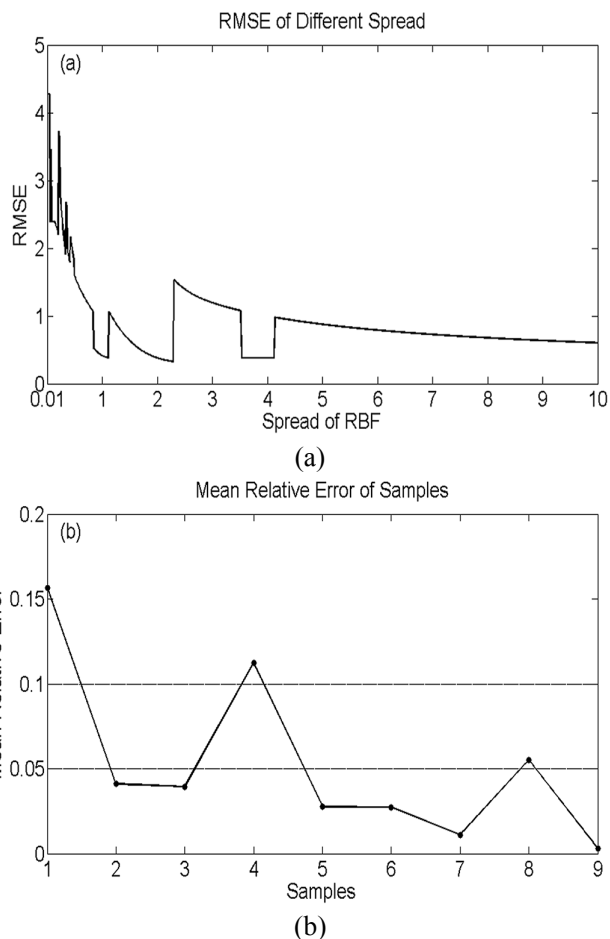 RMSE of Different Spread
5
(a)
4
3
RMSE
2
1
0
0.01 1 2 3 4 5 6 7 8 9 10
Spread of RBF
(a)
Mean Relative Error of Samples
0.2
(b)
0.15
0.1
0.05
0
1 2 3 4 5 6 7 8 9
Samples
(b)